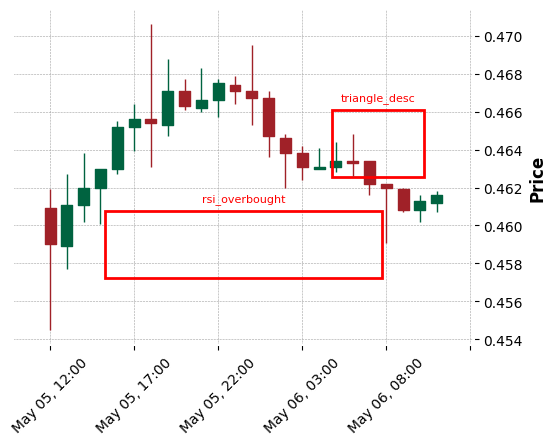 0.470
0.468
triangle_desc
0.466
0.464
rsi_overbought
0.462
0.460
0.458
0.456
0.454
Price
May 05, 12:00
May 05, 17:00
May 05, 22:00
May 06, 03:00
May 06, 08:00